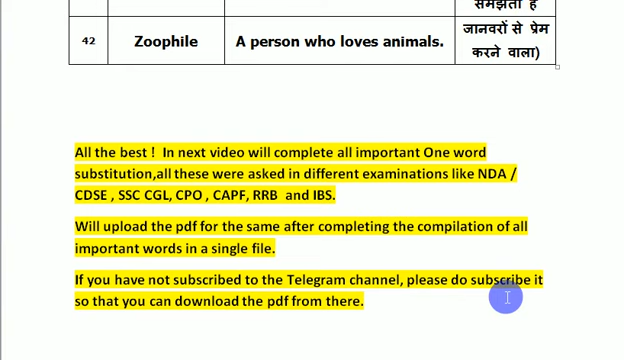 समझता है
42 Zoophile A person who loves animals. जानवरों से प्रेम
करने वाला)
All the best ! In next video will complete all important One word
substitution,all these were asked in different examinations like NDA /
CDSE , SSC CGL, CPO , CAPF, RRB and IBS.
Will upload the pdf for the same after completing the compilation of all
important words in a single file.
If you have not subscribed to the Telegram channel, please do subscribe it
so that you can download the pdf from there.